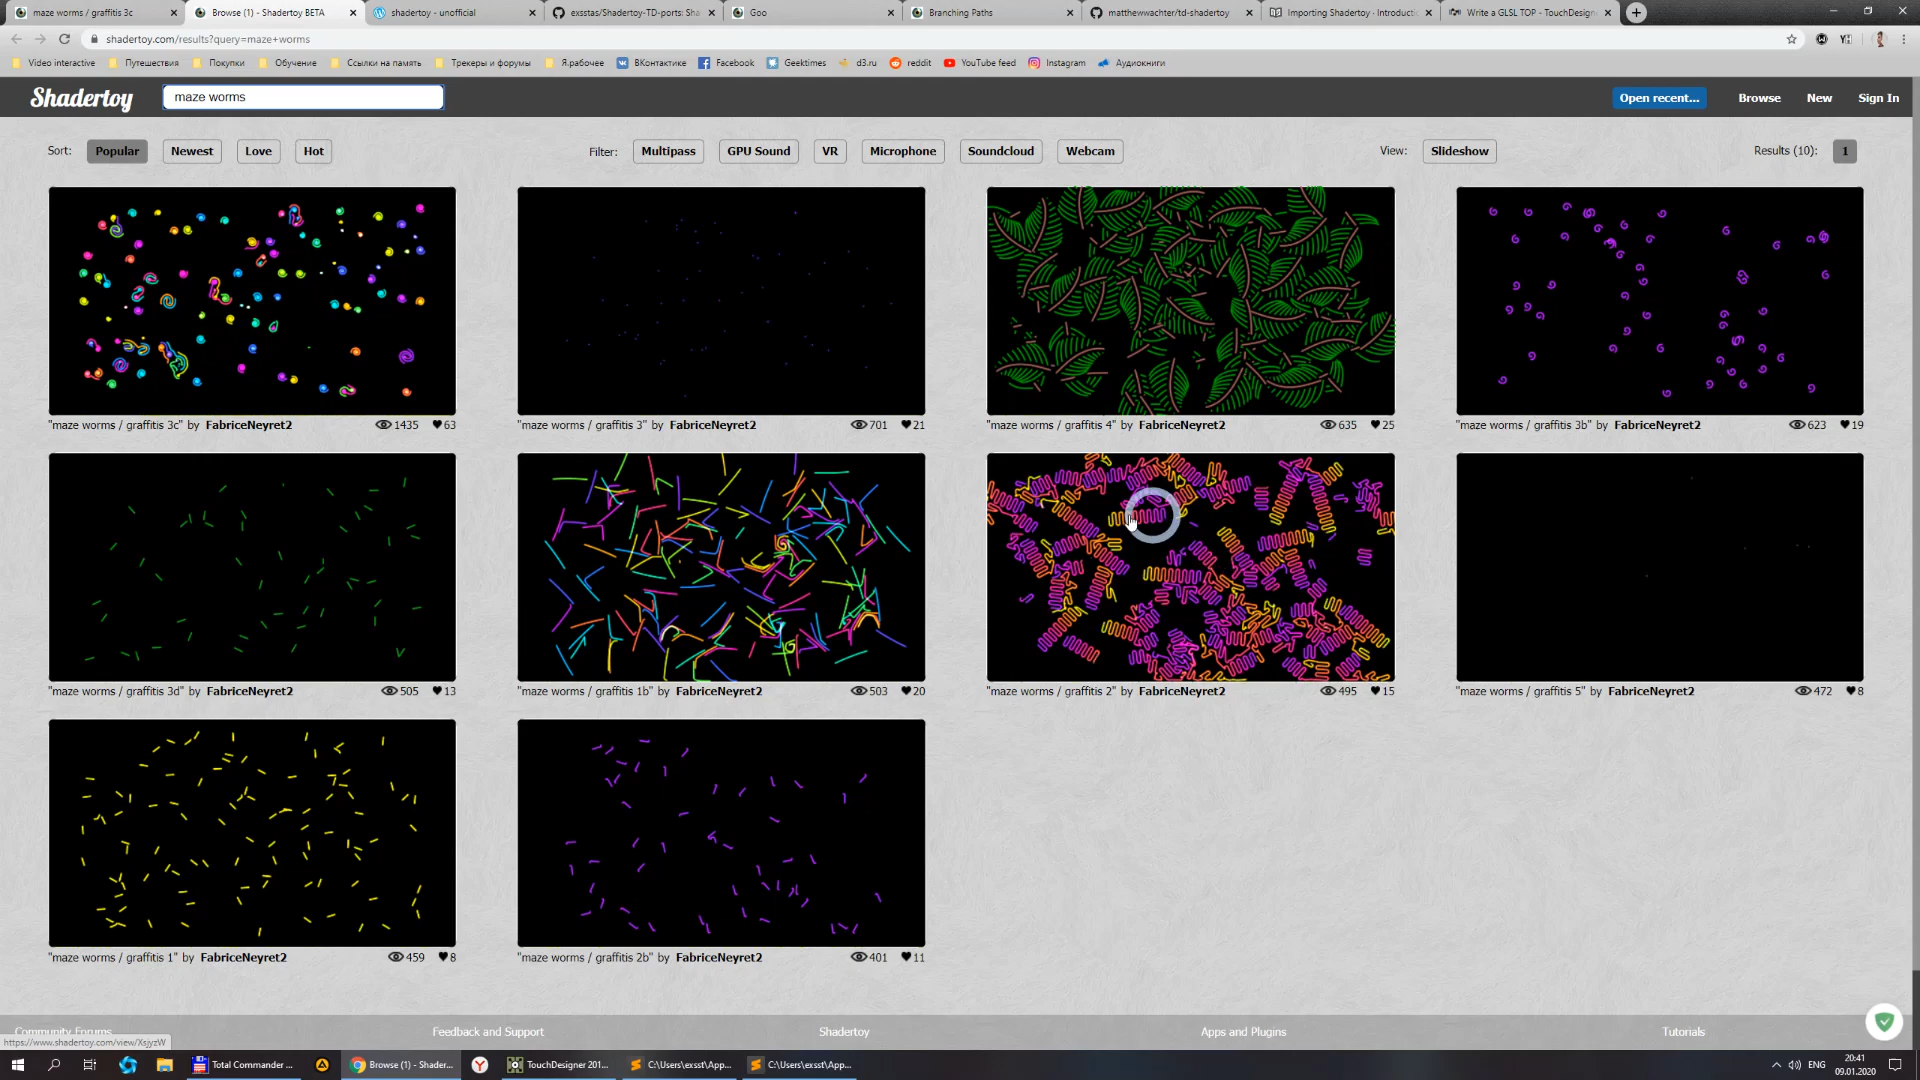 maze worms / graffitis 3c
Browse (1) - Shadertoy BETA
shadertoy - unofficial
exsstas/Shadertoy-TD-ports: Sha
Goo
Branching Paths
matthewwachter/td-shadertoy
Importing Shadertoy · Introducti
Write a GLSL TOP - TouchDesigne
shadertoy.com/results?query=maze+worms
Video interactive
Путешествия
Покупки
Обучение
Ссылки на память
Трекеры и форумы
Я.рабочее
ВКонтактике
Facebook
Geektimes
d3.ru
reddit
YouTube feed
Instagram
Аудиокниги
Shadertoy
maze worms
Open recent...
Browse
New
Sign In
Sort:
Popular
Newest
Love
Hot
Filter:
Multipass
GPU Sound
VR
Microphone
Soundcloud
Webcam
View:
Slideshow
Results (10):
1
"maze worms / graffitis 3c" by FabriceNeyret2 1435 63
"maze worms / graffitis 3" by FabriceNeyret2 701 21
"maze worms / graffitis 4" by FabriceNeyret2 635 25
"maze worms / graffitis 3b" by FabriceNeyret2 623 19
"maze worms / graffitis 3d" by FabriceNeyret2 505 13
"maze worms / graffitis 1b" by FabriceNeyret2 503 20
"maze worms / graffitis 2" by FabriceNeyret2 495 15
"maze worms / graffitis 5" by FabriceNeyret2 472 8
"maze worms / graffitis 1" by FabriceNeyret2 459 8
"maze worms / graffitis 2b" by FabriceNeyret2 401 11
Community Forums
Feedback and Support
Shadertoy
Apps and Plugins
Tutorials
https://www.shadertoy.com/view/XsjyzW
Total Commander ...
Browse (1) - Shader...
TouchDesigner 201...
C:\Users\exsst\App...
C:\Users\exsst\App...
ENG
20:41
09.01.2020